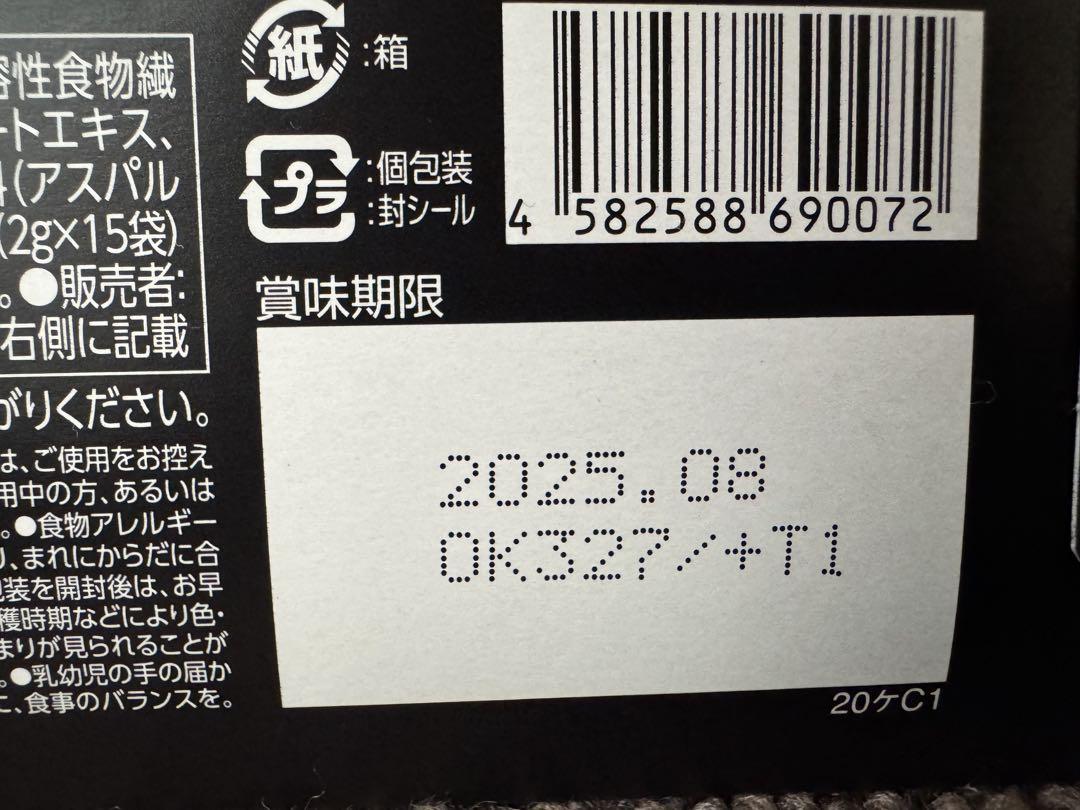 溶性食物繊
ートエキス、
料(アスパル
(2g×15袋)
。●販売者:
右側に記載
がりください。
は、ご使用をお控え
用中の方、あるいは
。●食物アレルギー
り、まれにからだに合
包装を開封後は、お早
穫時期などにより色・
まりが見られることが
。●乳幼児の手の届か
に、食事のバランスを。
紙
:箱
プラ
:個包装
:封シール
4 582588 690072
賞味期限
2025.08
OK327/+T1
20ケC1